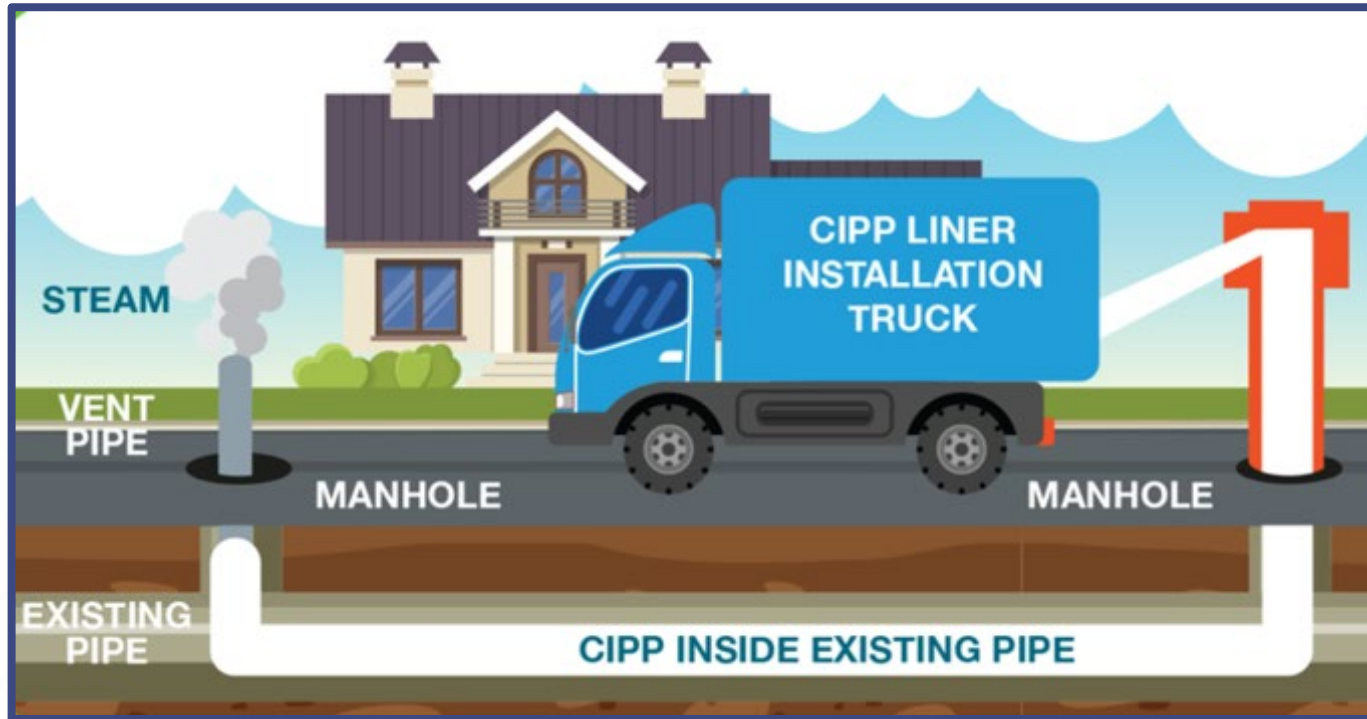 CIPP LINER
INSTALLATION
TRUCK
STEAM
VENT
PIPE
MANHOLE
MANHOLE
EXISTING
PIPE
CIPP INSIDE EXISTING PIPE